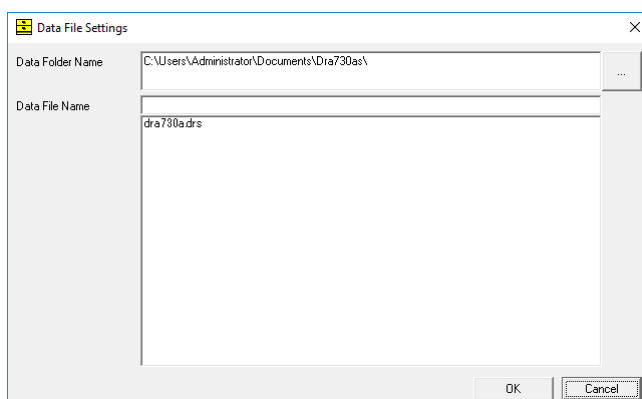 Data File Settings
Data Folder Name
C:\Users\Administrator\Documents\Dra730as\
...
Data File Name
dra730a.drs
OK
Cancel